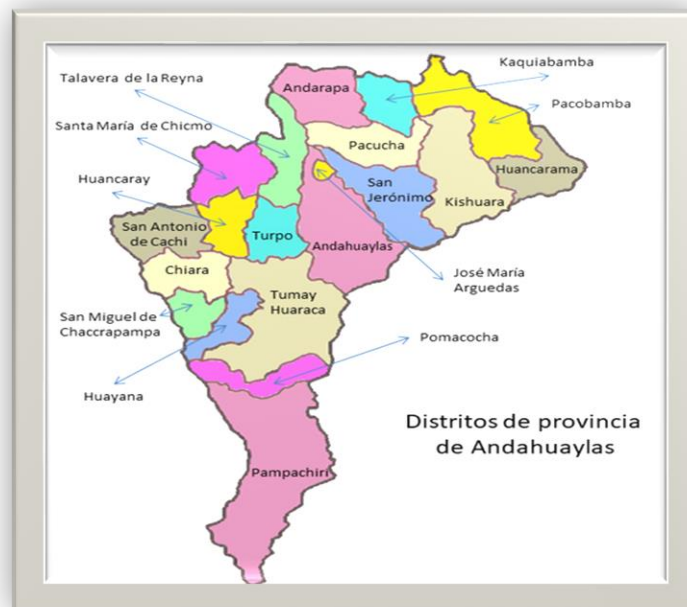 Kaquiabamba
Talavera de la Reyna
Andarapa
Pacobamba
Santa María de Chicmo
Pacucha
Huancarama
Huancaray
San
Jerónimo
Kishuara
San Antonio
de Cachi
Turpo
Andahuaylas
Chiara
José María
Arguedas
Tumay
Huaraca
San Miguel de
Chaccrapampa
Pomacocha
Huayana
Distritos de provincia
de Andahuaylas
Pampachirí